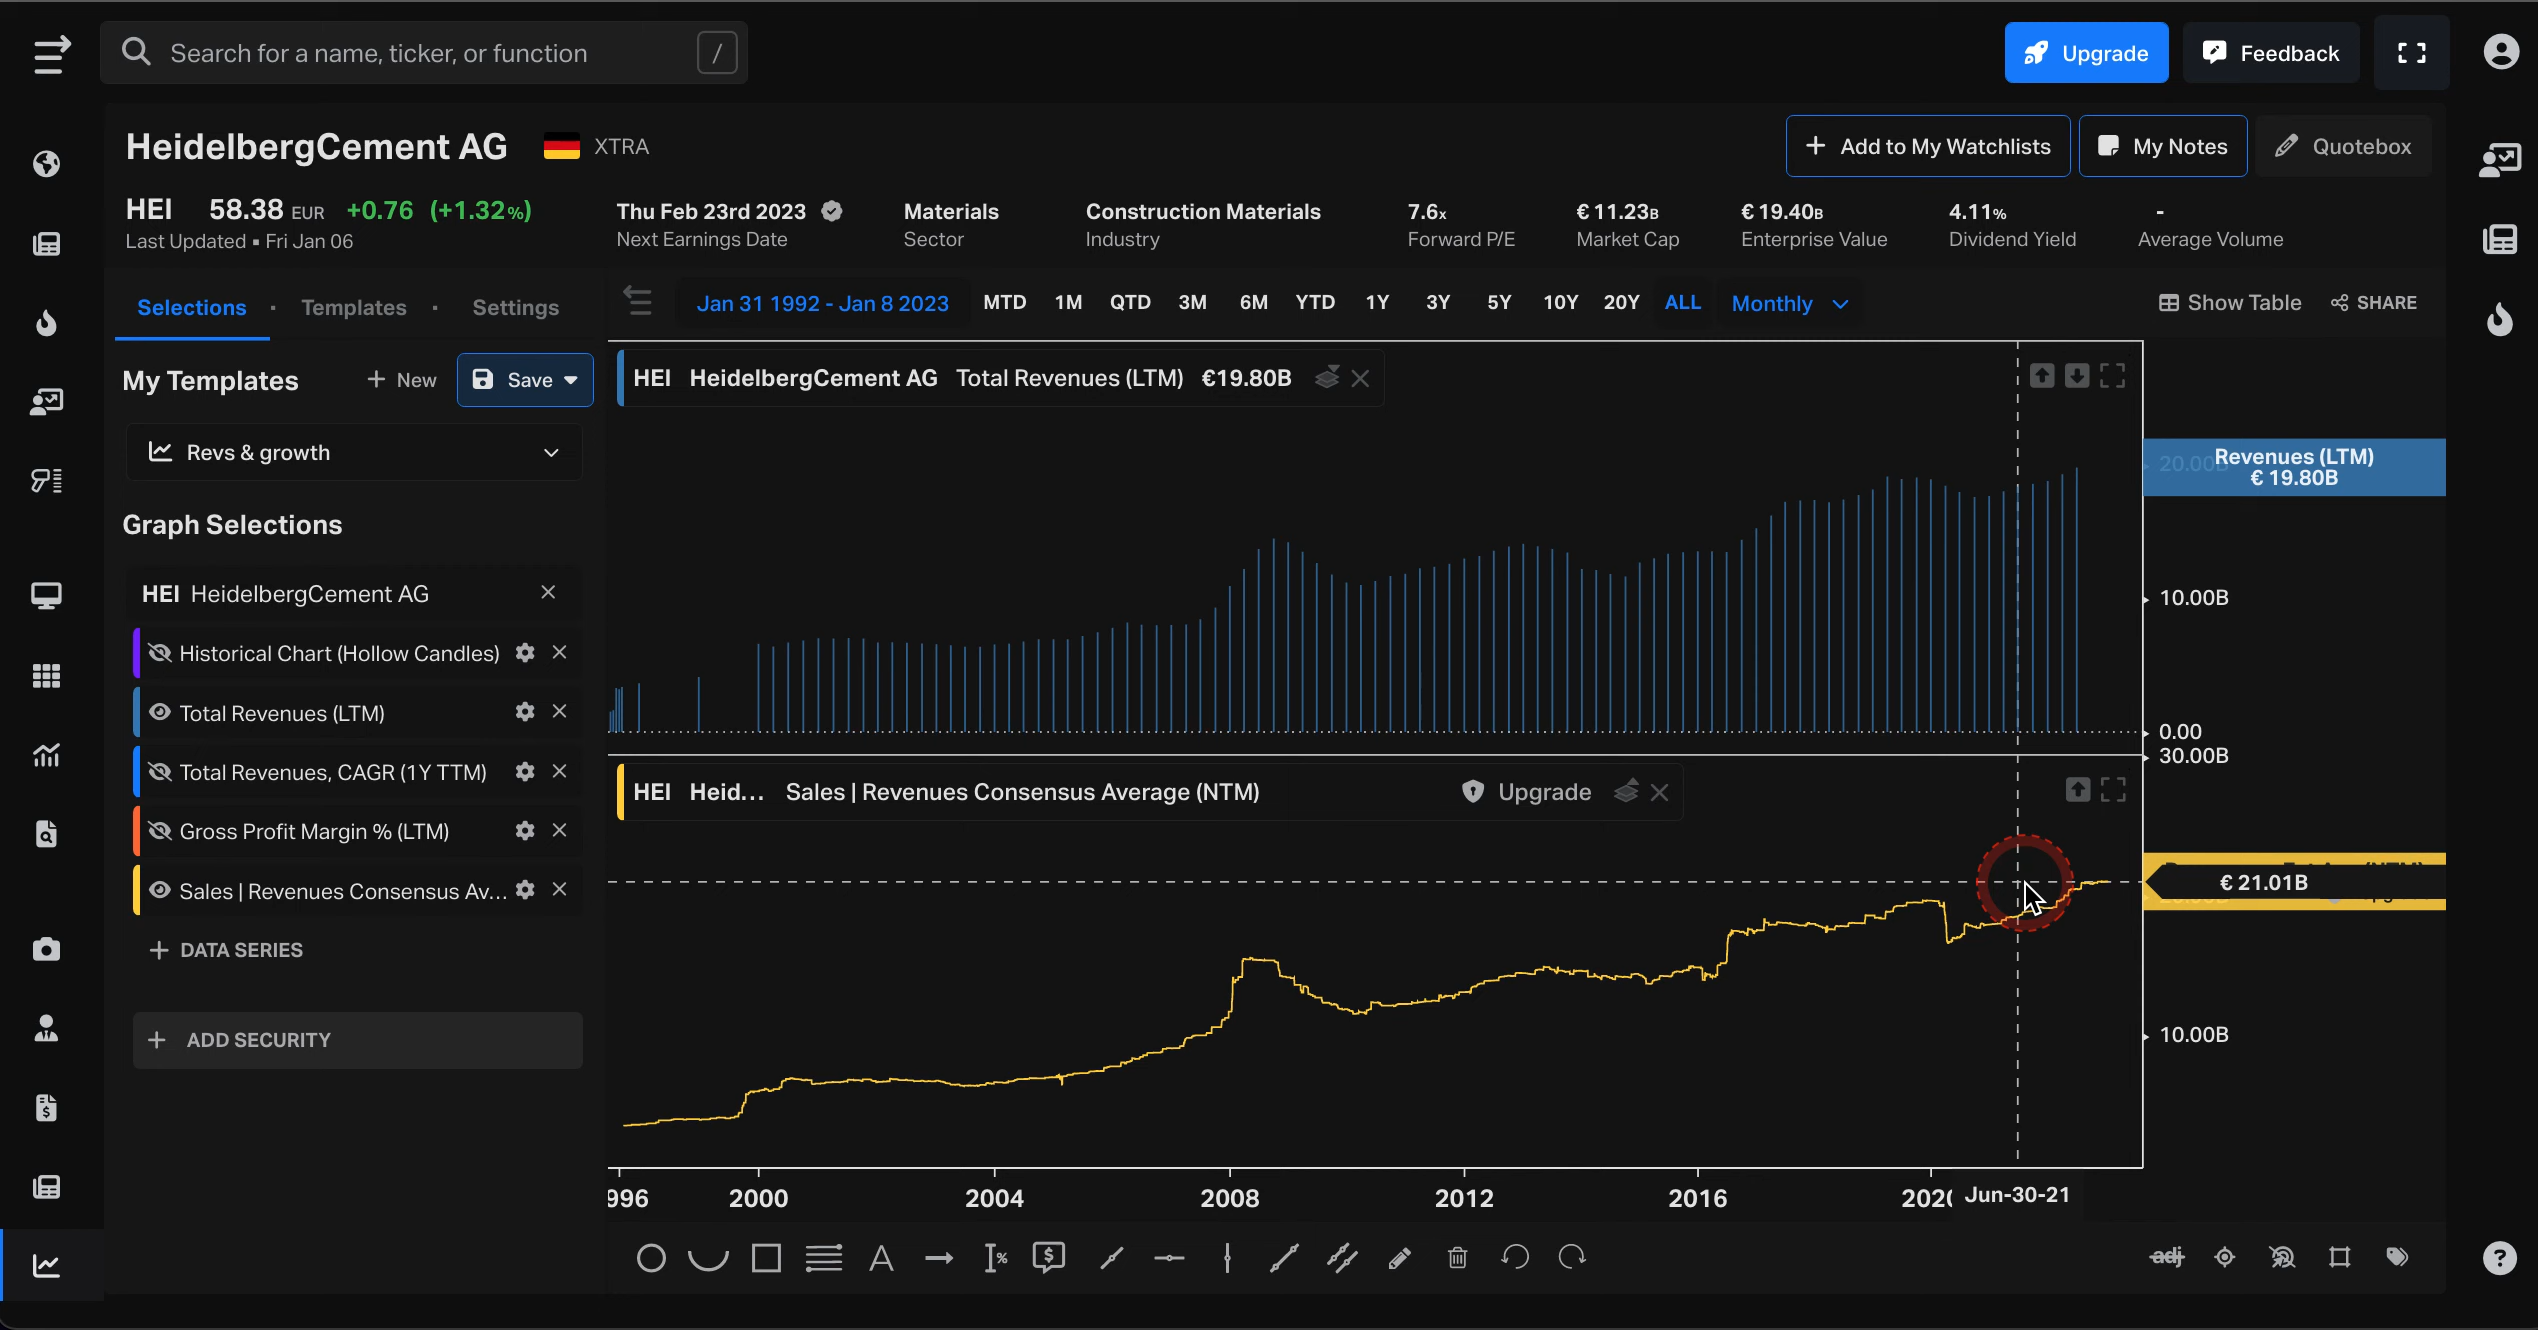 Search for a name, ticker, or function /
Upgrade
Feedback
HeidelbergCement AG XTRA
Add to My Watchlists
My Notes
Quotebox
HEI 58.38 EUR +0.76 (+1.32%)
Last Updated ▪ Fri Jan 06
Thu Feb 23rd 2023
Next Earnings Date
Materials
Sector
Construction Materials
Industry
7.6x
Forward P/E
€ 11.23B
Market Cap
€ 19.40B
Enterprise Value
4.11%
Dividend Yield
-
Average Volume
Selections · Templates · Settings
Jan 31 1992 - Jan 8 2023 MTD 1M QTD 3M 6M YTD 1Y 3Y 5Y 10Y 20Y ALL Monthly
Show Table SHARE
My Templates + New Save
Revs & growth
Graph Selections
HEI HeidelbergCement AG
Historical Chart (Hollow Candles)
Total Revenues (LTM)
Total Revenues, CAGR (1Y TTM)
Gross Profit Margin % (LTM)
Sales | Revenues Consensus Av...
+ DATA SERIES
+ ADD SECURITY
HEI HeidelbergCement AG Total Revenues (LTM) €19.80B
Revenues (LTM)
€ 19.80B
10.00B
0.00
30.00B
HEI Heid... Sales | Revenues Consensus Average (NTM) Upgrade
€ 21.01B
10.00B
996 2000 2004 2008 2012 2016 202 Jun-30-21
A % $ adj
?